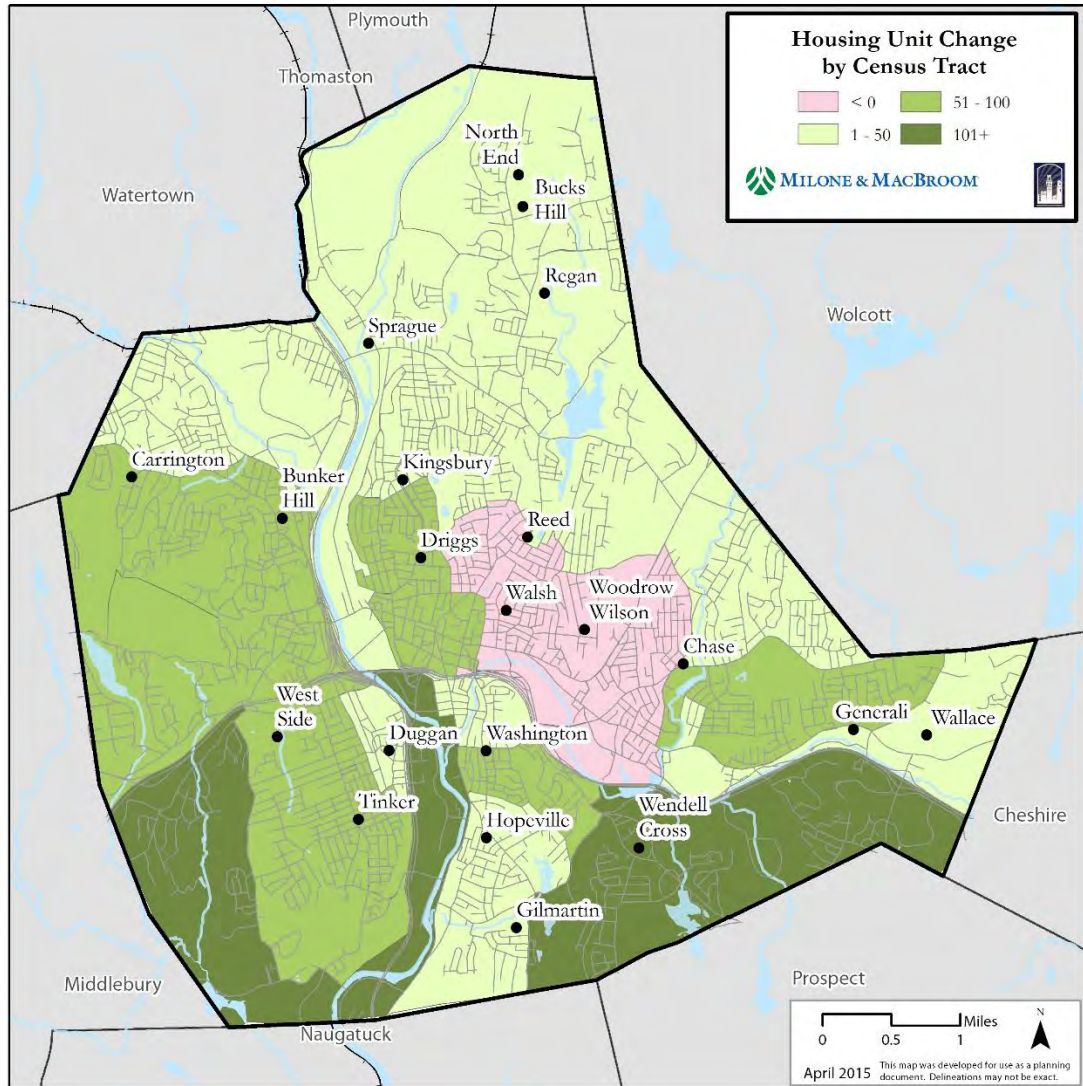 Plymouth
Thomaston
Housing Unit Change
by Census Tract
< 0
51 - 100
1 - 50
101+
MILONE & MACBROOM
North
End
Bucks
Hill
Watertown
Regan
Wolcott
Sprague
Carrington
Bunker
Hill
Kingsbury
Driggs
Reed
Walsh
Woodrow
Wilson
Chase
West
Side
Duggan
Washington
Generali
Wallace
Tinker
Hopeville
Wendell
Cross
Cheshire
Gilmartin
Middlebury
Prospect
Naugatuck
Miles
0
0.5
1
N
April 2015
This map was developed for use as a planning
document. Delineations may not be exact.